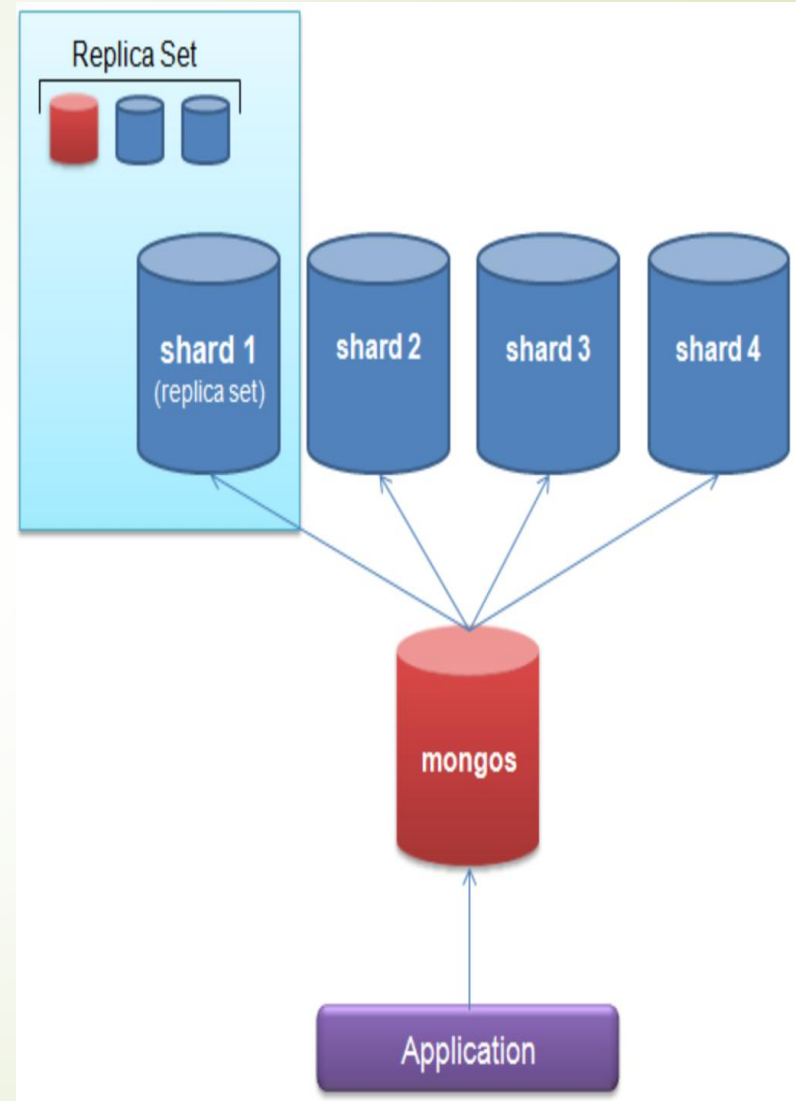 Replica Set
shard 1
(replica set)
shard 2
shard 3
shard 4
mongos
Application